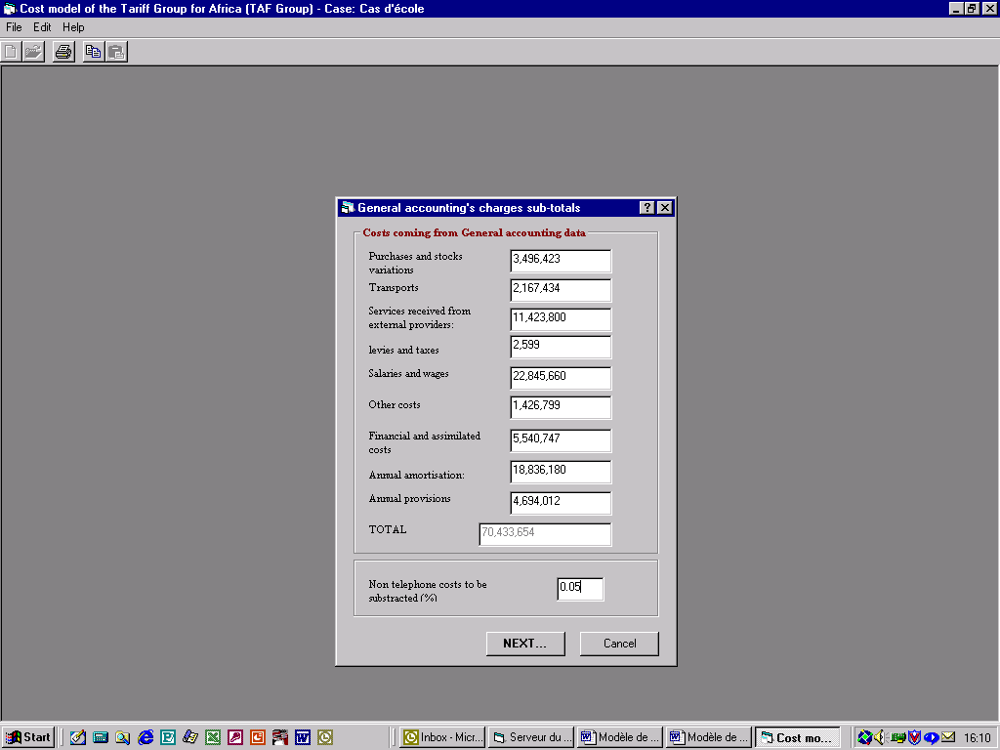 Cost model of the Tariff Group for Africa (TAF Group) - Case: Cas d'école
File Edit Help
General accounting's charges sub-totals
Costs coming from General accounting data
Purchases and stocks
variations
3,496,423
Transports
2,167,434
Services received from
external providers:
11,423,800
levies and taxes
2,599
Salaries and wages
22,845,660
Other costs
1,426,799
Financial and assimilated
costs
5,540,747
Annual amortisation:
18,836,180
Annual provisions
4,694,012
TOTAL
70,433,654
Non telephone costs to be
substracted (%)
0.05
NEXT...
Cancel
Start
Inbox - Micr...
Serveur du ...
Modèle de ...
Modèle de ...
Cost mo...
16:10